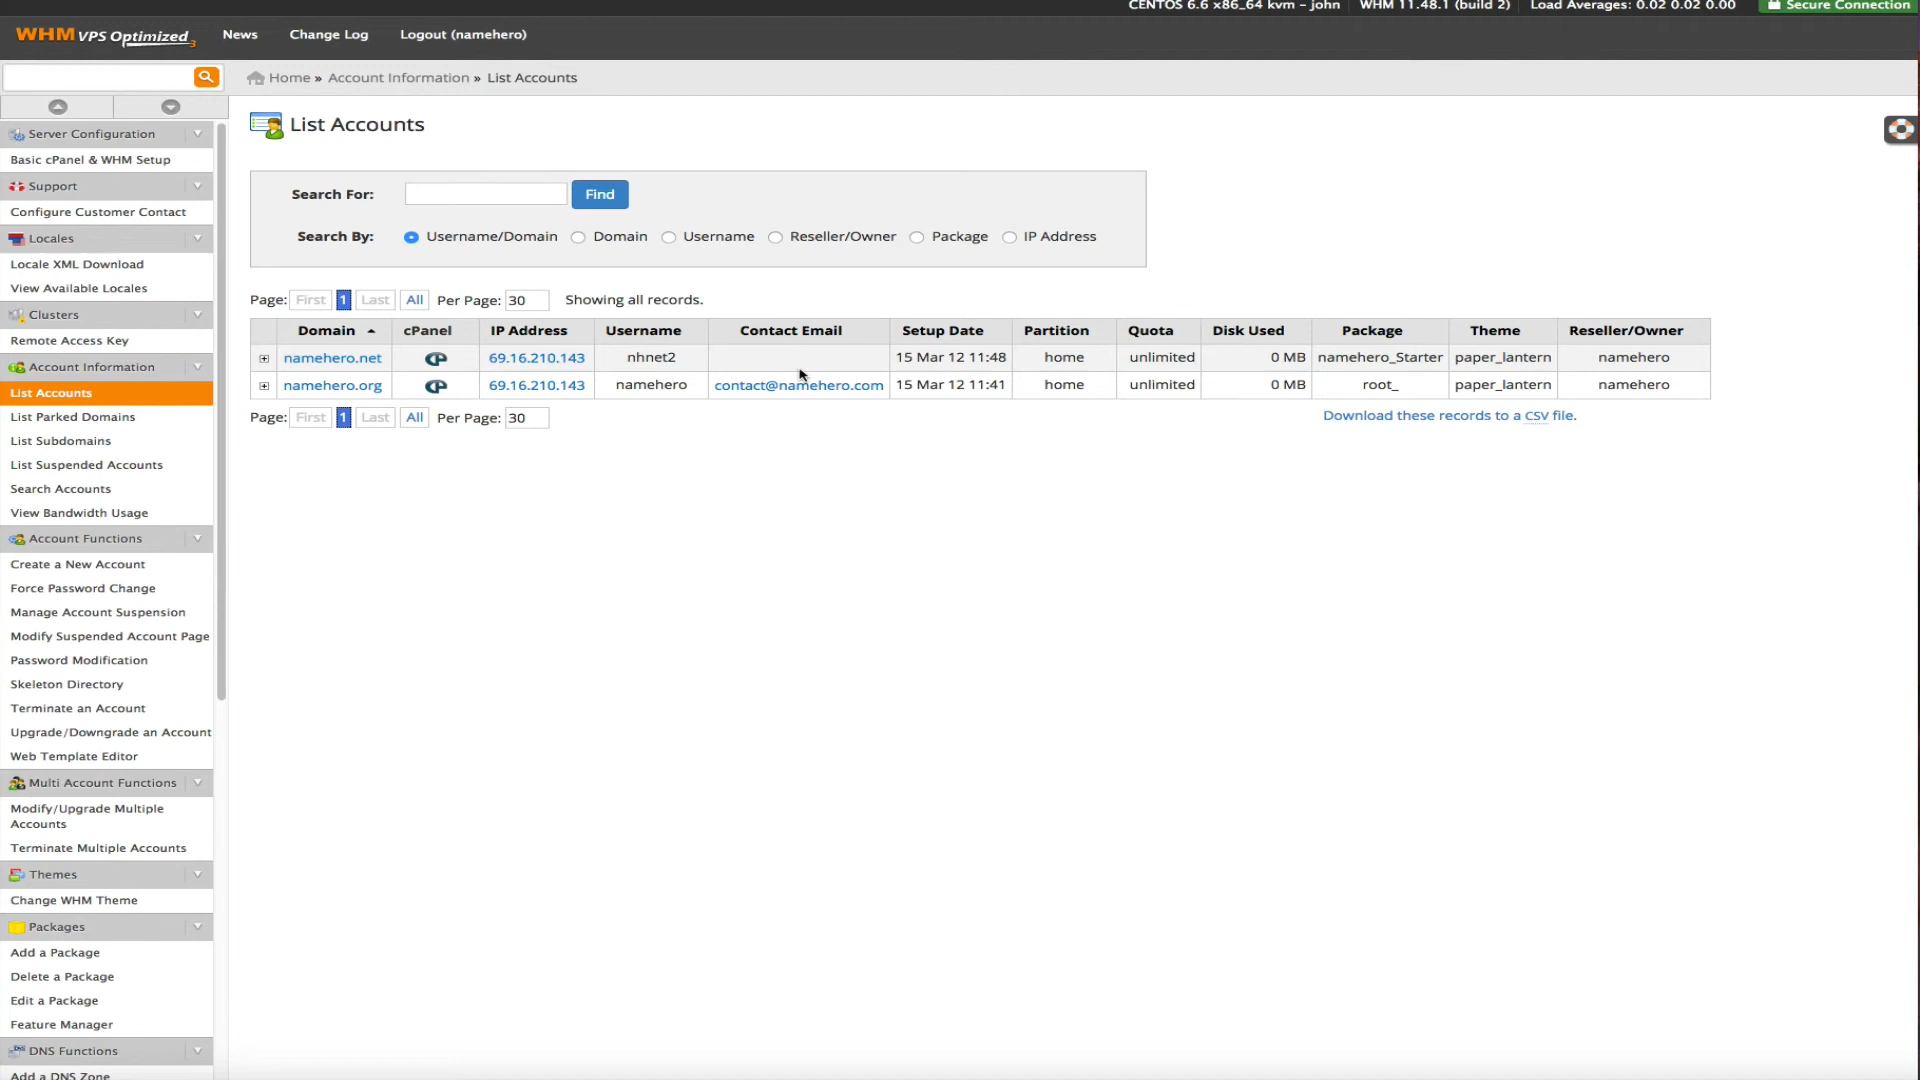 CENTOS 6.6 x86_64 kvm – john WHM 11.48.1 (build 2) Load Averages: 0.02 0.02 0.00 Secure Connection
WHM VPS Optimized 3 News Change Log Logout (namehero)
Home » Account Information » List Accounts
List Accounts
Search For: Find
Search By: Username/Domain Domain Username Reseller/Owner Package IP Address
Page: First 1 Last All Per Page: 30 Showing all records.
Domain cPanel IP Address Username Contact Email Setup Date Partition Quota Disk Used Package Theme Reseller/Owner
namehero.net cP 69.16.210.143 nhnet2 15 Mar 12 11:48 home unlimited 0 MB namehero_Starter paper_lantern namehero
namehero.org cP 69.16.210.143 namehero contact@namehero.com 15 Mar 12 11:41 home unlimited 0 MB root_ paper_lantern namehero
Page: First 1 Last All Per Page: 30 Download these records to a CSV file.
Server Configuration
Basic cPanel & WHM Setup
Support
Configure Customer Contact
Locales
Locale XML Download
View Available Locales
Clusters
Remote Access Key
Account Information
List Accounts
List Parked Domains
List Subdomains
List Suspended Accounts
Search Accounts
View Bandwidth Usage
Account Functions
Create a New Account
Force Password Change
Manage Account Suspension
Modify Suspended Account Page
Password Modification
Skeleton Directory
Terminate an Account
Upgrade/Downgrade an Account
Web Template Editor
Multi Account Functions
Modify/Upgrade Multiple
Accounts
Terminate Multiple Accounts
Themes
Change WHM Theme
Packages
Add a Package
Delete a Package
Edit a Package
Feature Manager
DNS Functions
Add a DNS Zone